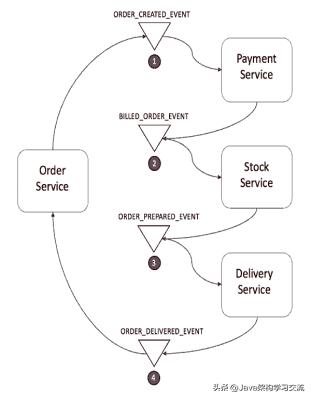 ORDER_CREATED_EVENT
1
Payment
Service
BILLED_ORDER_EVENT
2
Order
Service
Stock
Service
ORDER_PREPARED_EVENT
3
Delivery
Service
ORDER_DELIVERED_EVENT
4
头条 @Java架构学习交流